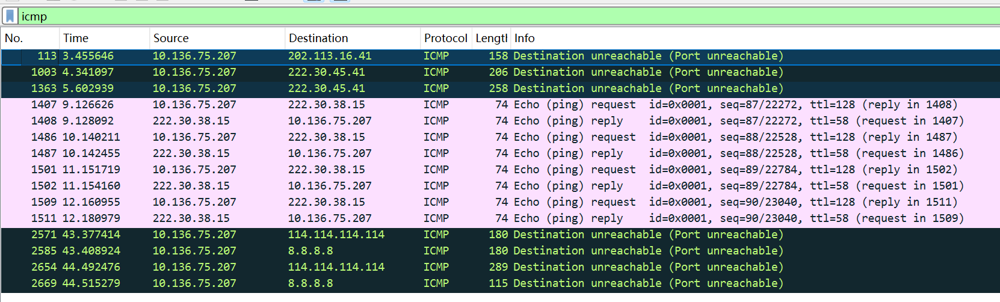 icmp
No. Time Source Destination Protocol Length Info
113 3.455646 10.136.75.207 202.113.16.41 ICMP 158 Destination unreachable (Port unreachable)
1003 4.341097 10.136.75.207 222.30.45.41 ICMP 206 Destination unreachable (Port unreachable)
1363 5.602939 10.136.75.207 222.30.45.41 ICMP 258 Destination unreachable (Port unreachable)
1407 9.126626 10.136.75.207 222.30.38.15 ICMP 74 Echo (ping) request id=0x0001, seq=87/22272, ttl=128 (reply in 1408)
1408 9.128092 222.30.38.15 10.136.75.207 ICMP 74 Echo (ping) reply id=0x0001, seq=87/22272, ttl=58 (request in 1407)
1486 10.140211 10.136.75.207 222.30.38.15 ICMP 74 Echo (ping) request id=0x0001, seq=88/22528, ttl=128 (reply in 1487)
1487 10.142455 222.30.38.15 10.136.75.207 ICMP 74 Echo (ping) reply id=0x0001, seq=88/22528, ttl=58 (request in 1486)
1501 11.151719 10.136.75.207 222.30.38.15 ICMP 74 Echo (ping) request id=0x0001, seq=89/22784, ttl=128 (reply in 1502)
1502 11.154160 222.30.38.15 10.136.75.207 ICMP 74 Echo (ping) reply id=0x0001, seq=89/22784, ttl=58 (request in 1501)
1509 12.160955 10.136.75.207 222.30.38.15 ICMP 74 Echo (ping) request id=0x0001, seq=90/23040, ttl=128 (reply in 1511)
1511 12.180979 222.30.38.15 10.136.75.207 ICMP 74 Echo (ping) reply id=0x0001, seq=90/23040, ttl=58 (request in 1509)
2571 43.377414 10.136.75.207 114.114.114.114 ICMP 180 Destination unreachable (Port unreachable)
2585 43.408924 10.136.75.207 8.8.8.8 ICMP 180 Destination unreachable (Port unreachable)
2654 44.492476 10.136.75.207 114.114.114.114 ICMP 289 Destination unreachable (Port unreachable)
2669 44.515279 10.136.75.207 8.8.8.8 ICMP 115 Destination unreachable (Port unreachable)